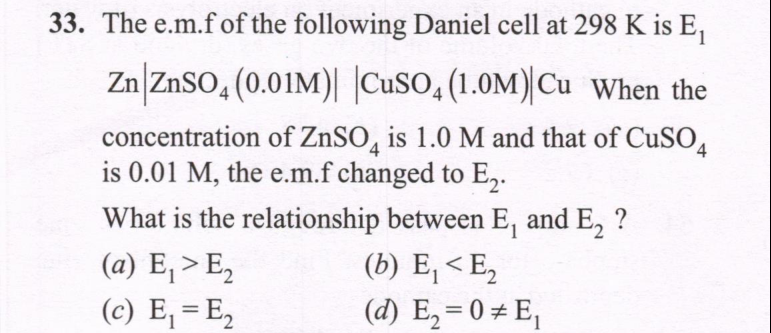 33. The e.m.f of the following Daniel cell at 298 K is E₁
Zn|ZnSO₄(0.01M)| |CuSO₄(1.0M)|Cu When the
concentration of ZnSO₄ is 1.0 M and that of CuSO₄
is 0.01 M, the e.m.f changed to E₂.
What is the relationship between E₁ and E₂ ?
(a) E₁ > E₂ (b) E₁ < E₂
(c) E₁ = E₂ (d) E₂ = 0 ≠ E₁